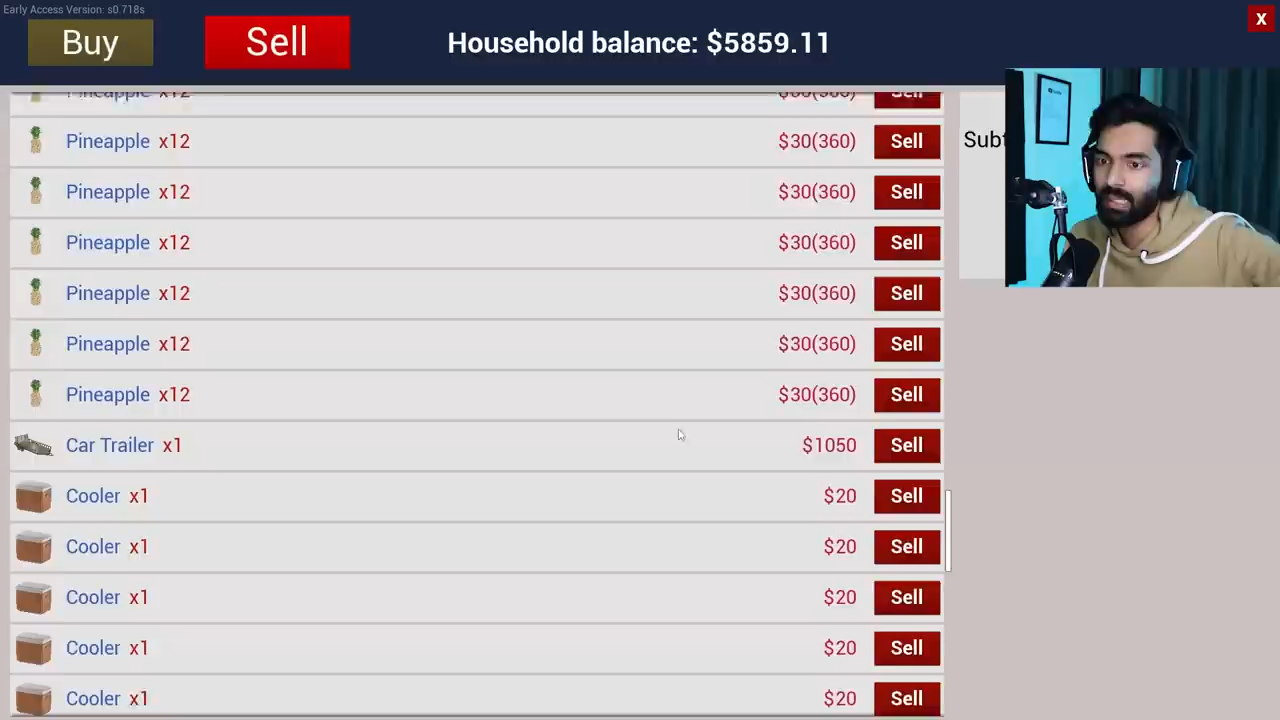 Early Access Version: s0.718s
Buy
Sell
Household balance: $5859.11
X
Pineapple x12
Sell
Pineapple x12 $30(360) Sell
Pineapple x12 $30(360) Sell
Pineapple x12 $30(360) Sell
Pineapple x12 $30(360) Sell
Pineapple x12 $30(360) Sell
Pineapple x12 $30(360) Sell
Car Trailer x1 $1050 Sell
Cooler x1 $20 Sell
Cooler x1 $20 Sell
Cooler x1 $20 Sell
Cooler x1 $20 Sell
Cooler x1 $20 Sell